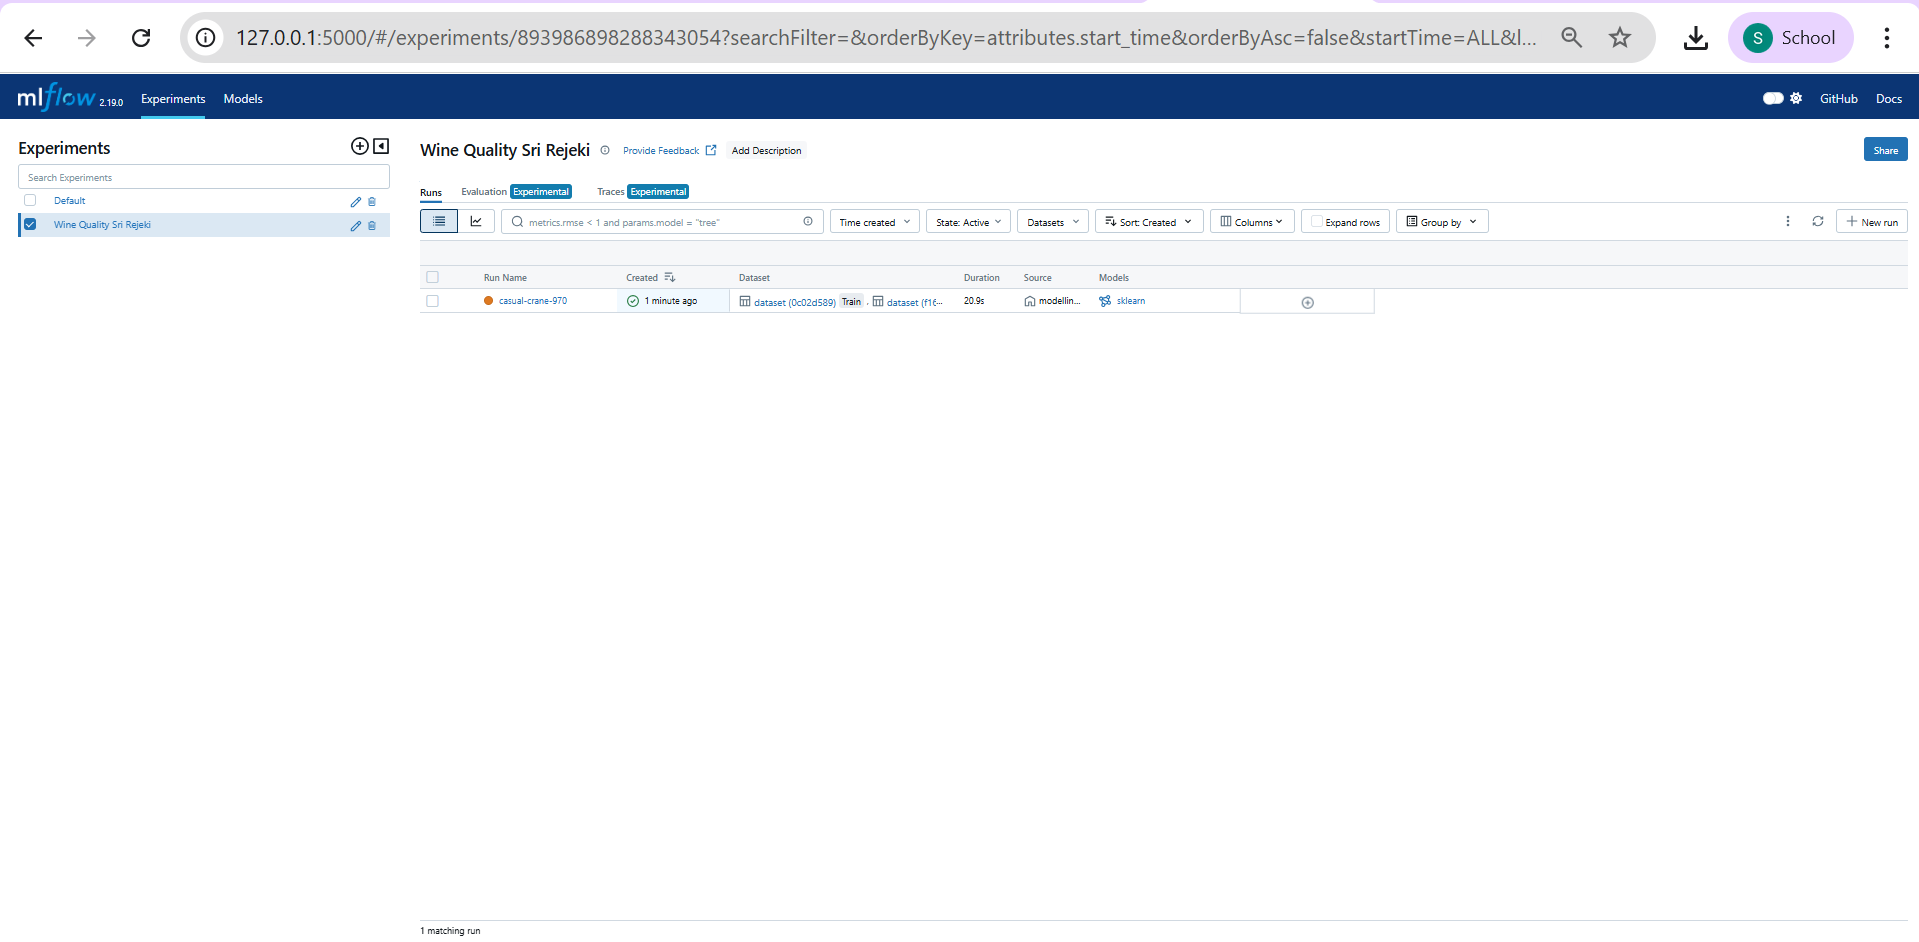 127.0.0.1:5000/#/experiments/893986898288343054?searchFilter=&orderByKey=attributes.start_time&orderByAsc=false&startTime=ALL&l...
S School
mlflow 2.19.0 Experiments Models GitHub Docs
Experiments
Search Experiments
Default
Wine Quality Sri Rejeki
Wine Quality Sri Rejeki Provide Feedback Add Description Share
Runs Evaluation Experimental Traces Experimental
metrics.rmse < 1 and params.model = "tree" Time created State: Active Datasets Sort: Created Columns Expand rows Group by New run
Run Name Created Dataset Duration Source Models
casual-crane-970 1 minute ago dataset (0c02d589) Train , dataset (f16... 20.9s modellin... sklearn
1 matching run